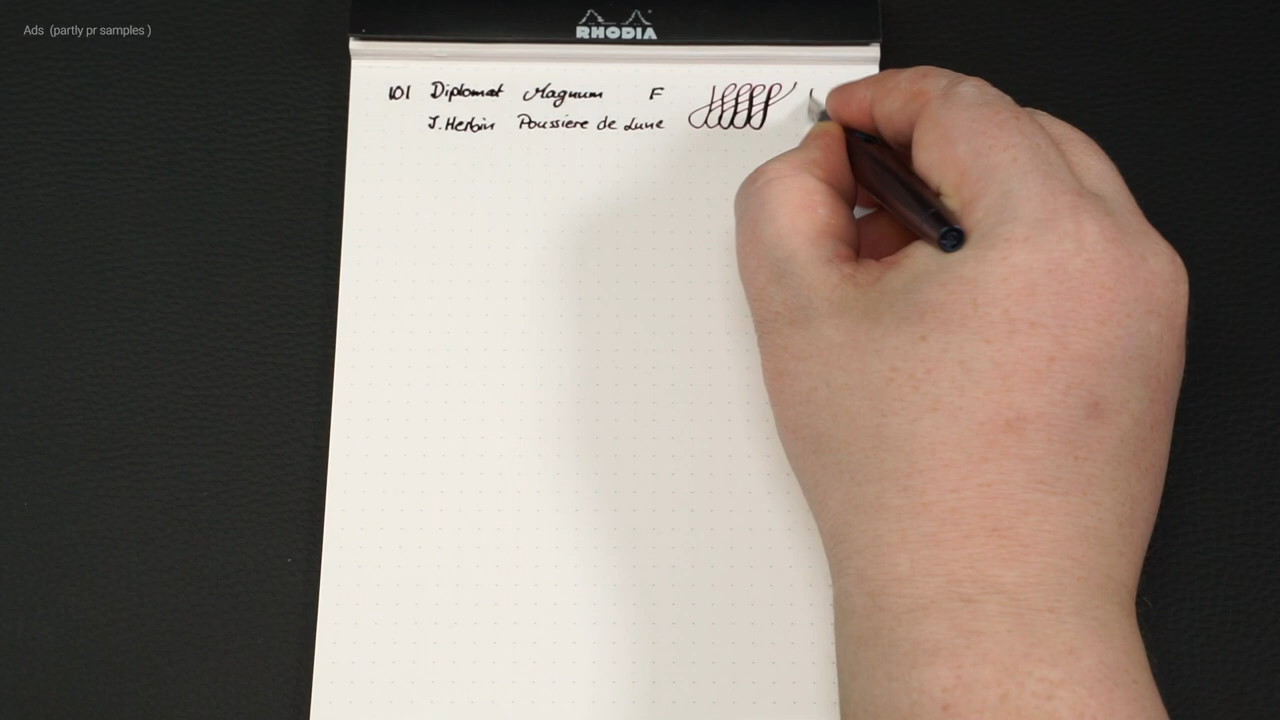 Ads (partly pr samples )
RHODIA
101 Diplomat Magnum F
J. Herbin Poussiere de Lune